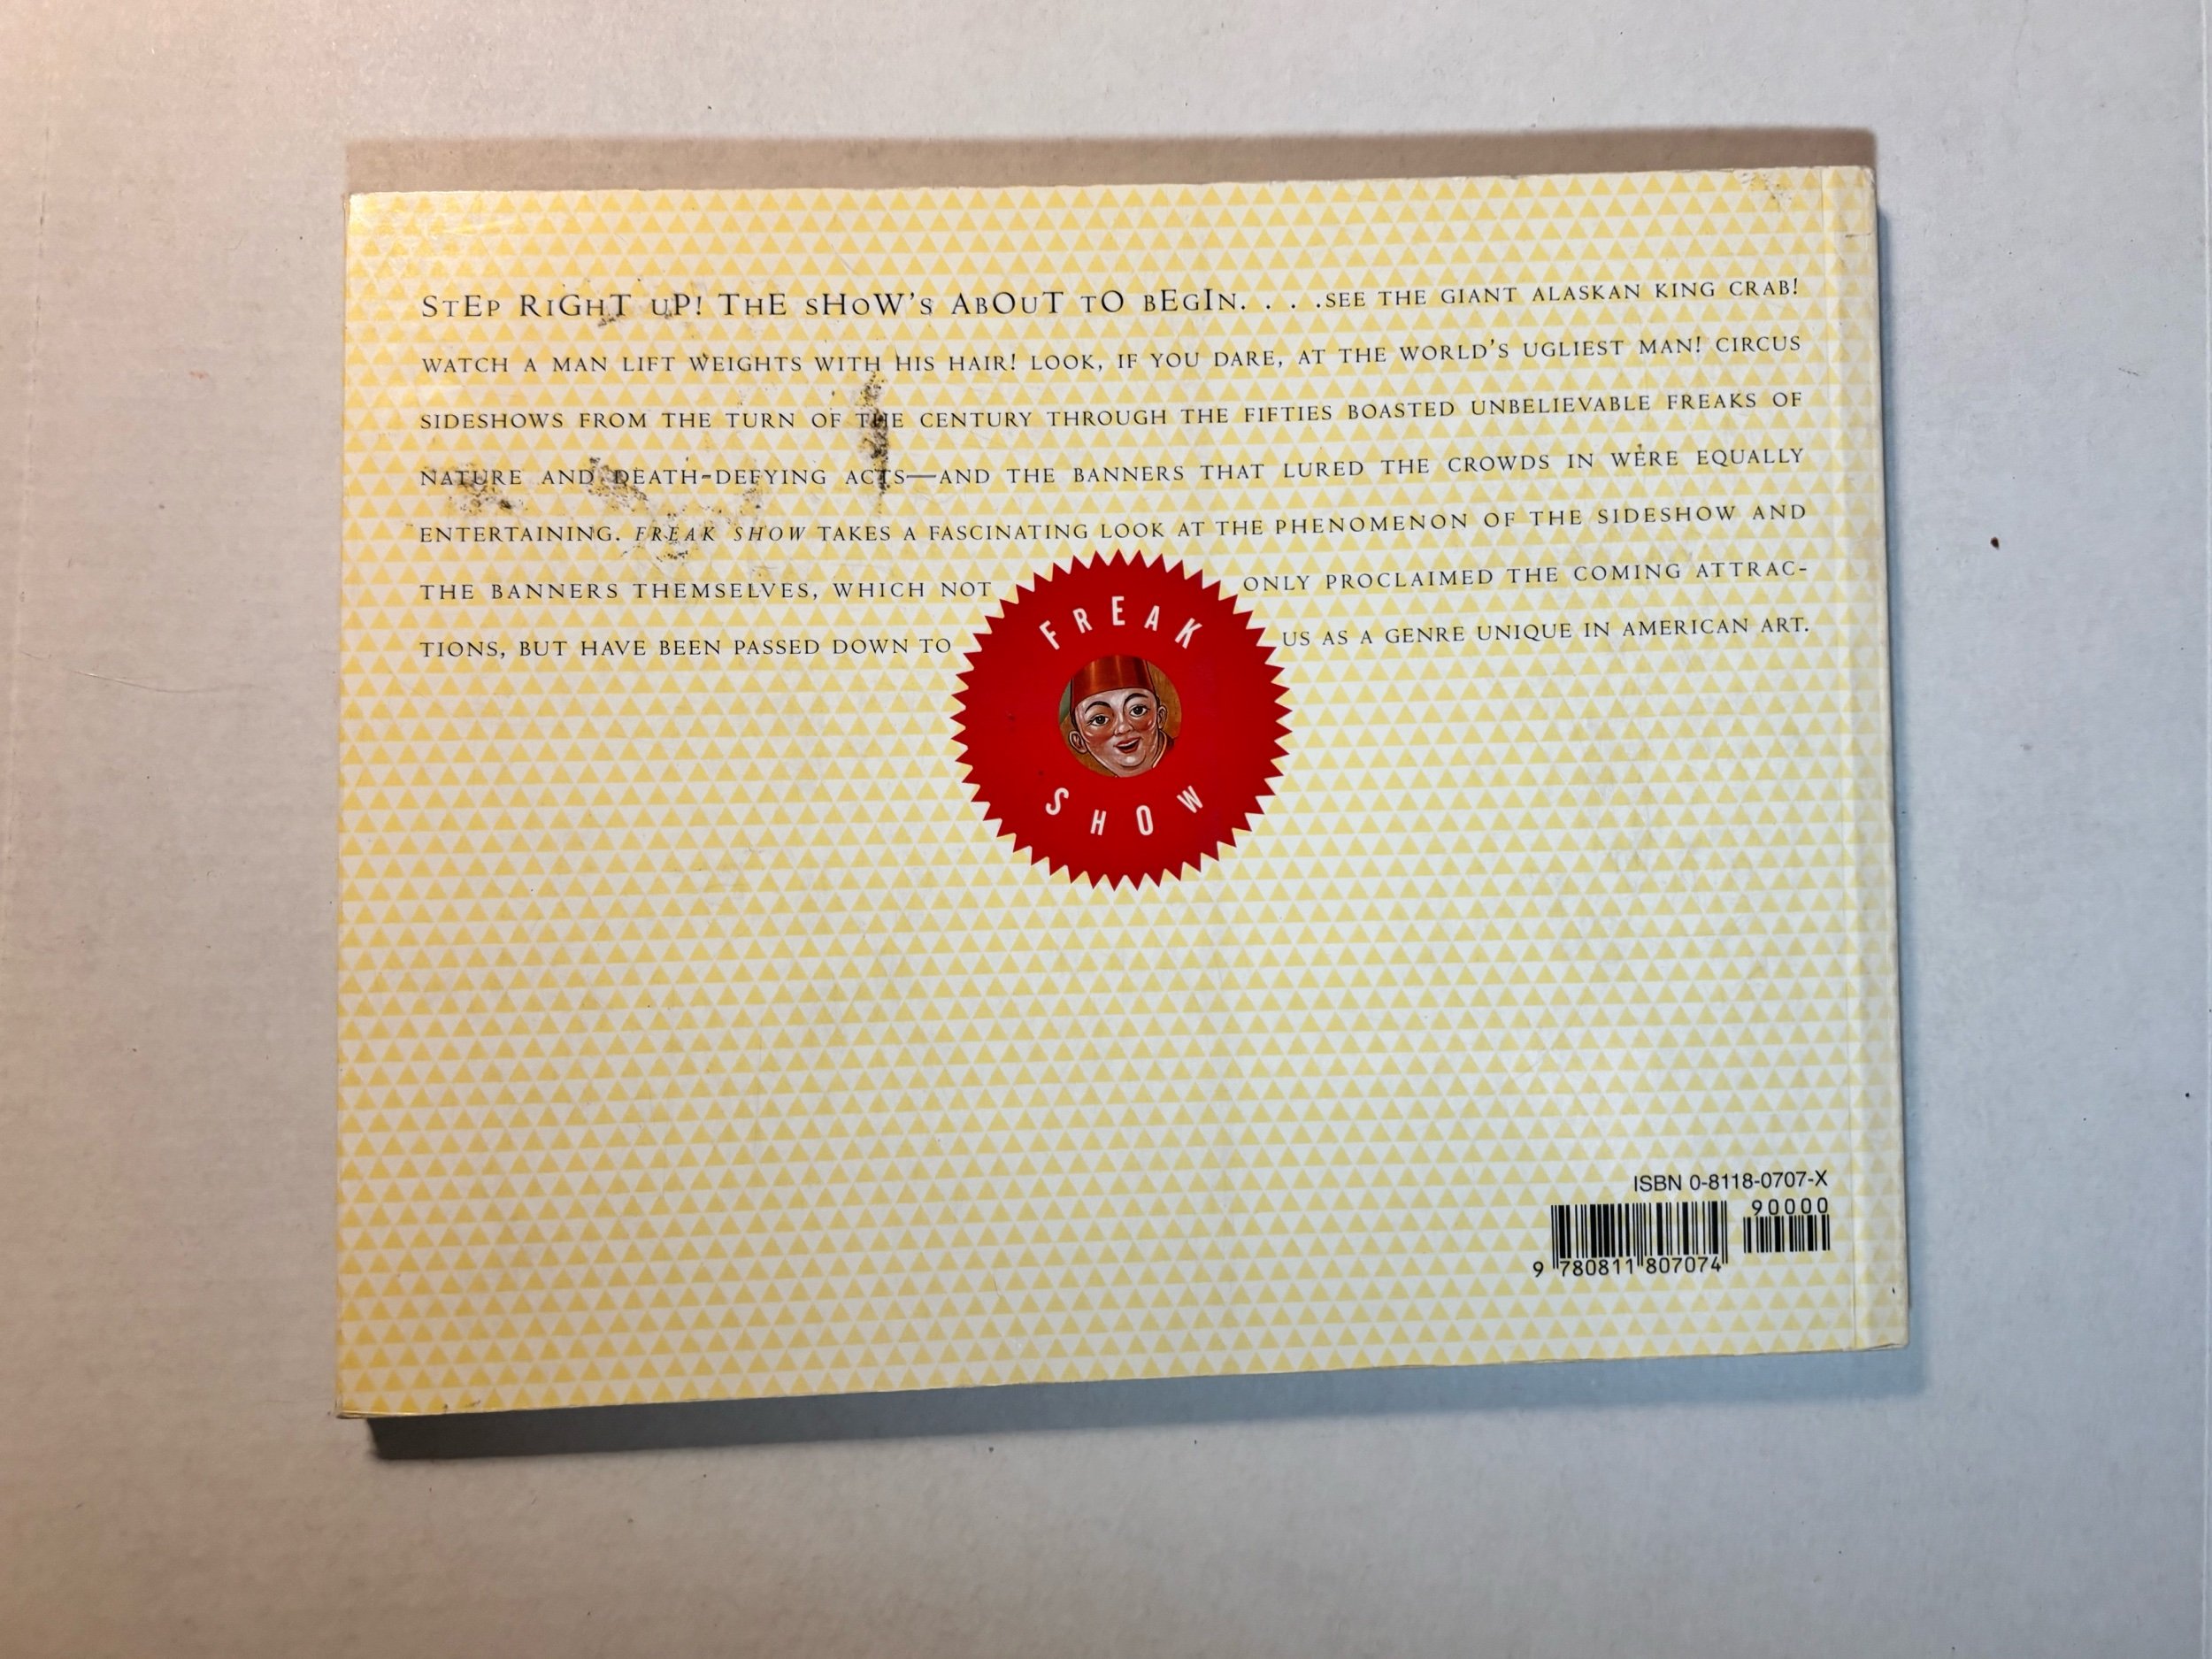 STEP RIGHT UP! THE SHOW'S ABOUT TO BEGIN. . . .SEE THE GIANT ALASKAN KING CRAB!
WATCH A MAN LIFT WEIGHTS WITH HIS HAIR! LOOK, IF YOU DARE, AT THE WORLD'S UGLIEST MAN! CIRCUS
SIDESHOWS FROM THE TURN OF THE CENTURY THROUGH THE FIFTIES BOASTED UNBELIEVABLE FREAKS OF
NATURE AND DEATH-DEFYING ACTS—AND THE BANNERS THAT LURED THE CROWDS IN WERE EQUALLY
ENTERTAINING. FREAK SHOW TAKES A FASCINATING LOOK AT THE PHENOMENON OF THE SIDESHOW AND
THE BANNERS THEMSELVES, WHICH NOT ONLY PROCLAIMED THE COMING ATTRAC-
TIONS, BUT HAVE BEEN PASSED DOWN TO US AS A GENRE UNIQUE IN AMERICAN ART.
FREAK
SHOW
ISBN 0-8118-0707-X
90000
9 780811 807074